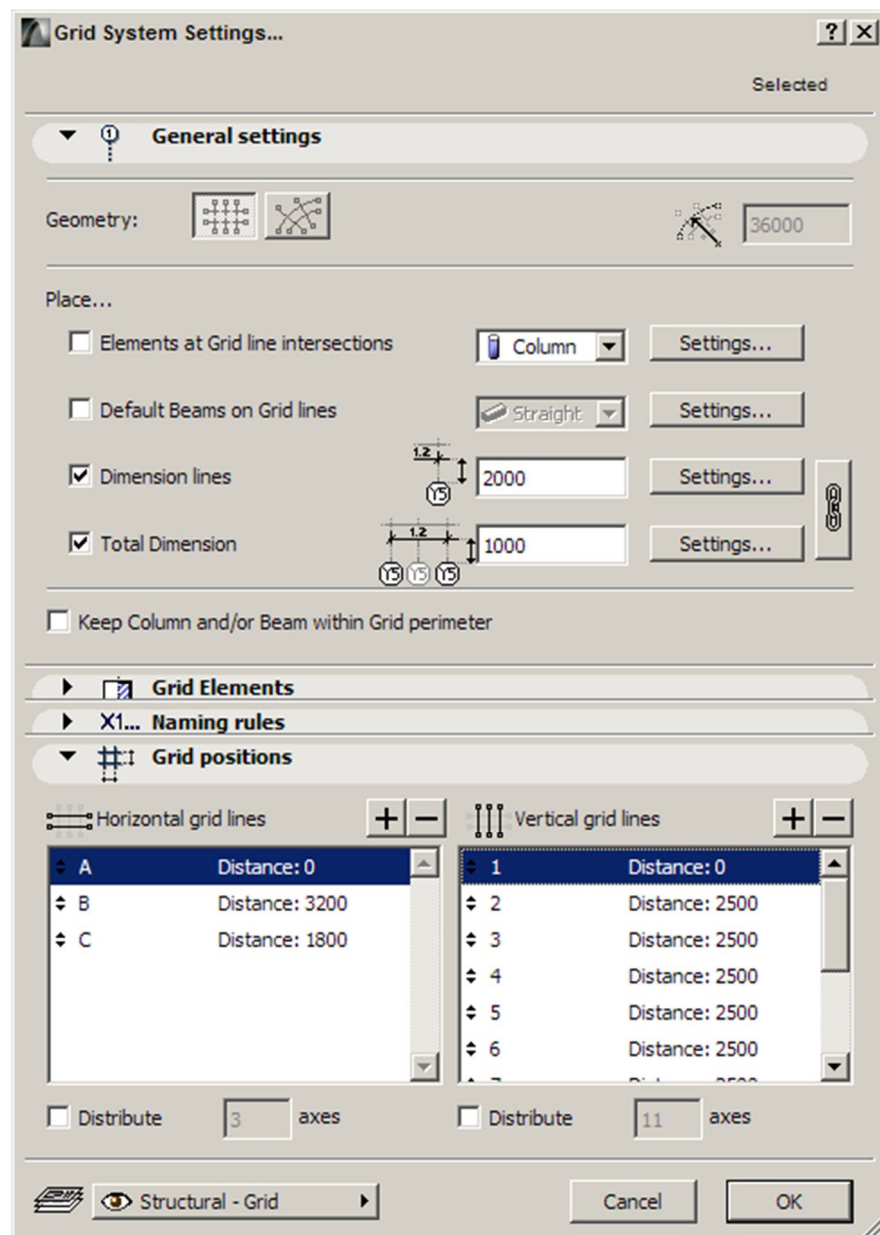 Grid System Settings...
Selected
General settings
Geometry:
36000
Place...
Elements at Grid line intersections
Column
Settings...
Default Beams on Grid lines
Straight
Settings...
Dimension lines
1.2
Y5
2000
Settings...
Total Dimension
1.2
Y5 Y5 Y5
1000
Settings...
Keep Column and/or Beam within Grid perimeter
Grid Elements
X1... Naming rules
Grid positions
Horizontal grid lines
A Distance: 0
B Distance: 3200
C Distance: 1800
Distribute 3 axes
Vertical grid lines
1 Distance: 0
2 Distance: 2500
3 Distance: 2500
4 Distance: 2500
5 Distance: 2500
6 Distance: 2500
Distribute 11 axes
Structural - Grid
Cancel
OK